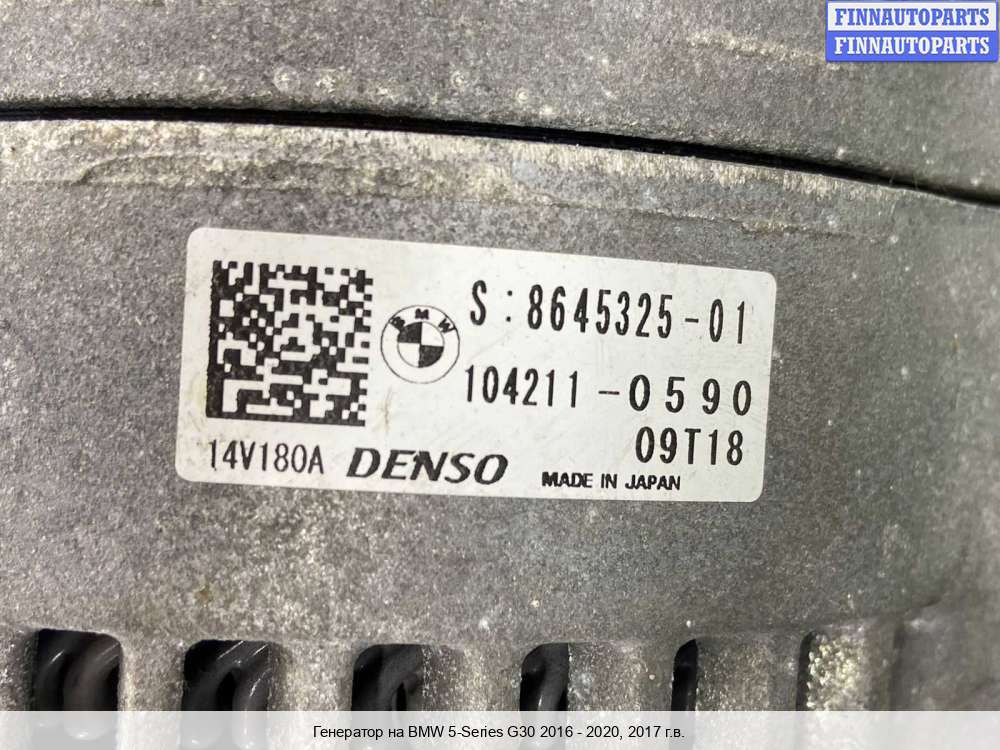 FINNAUTOPARTS
FINNAUTOPARTS
BMW
S:8645325-01
104211-0590
09T18
14V180A DENSO MADE IN JAPAN
Генератор на BMW 5-Series G30 2016 - 2020, 2017 г.в.